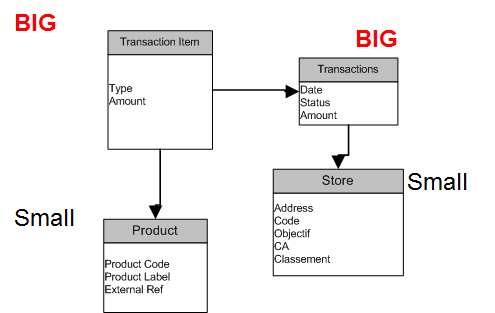 BIG
Transaction Item
Type
Amount
BIG
Transactions
Date
Status
Amount
Small
Product
Product Code
Product Label
External Ref
Small
Store
Address
Code
Objectif
CA
Classement